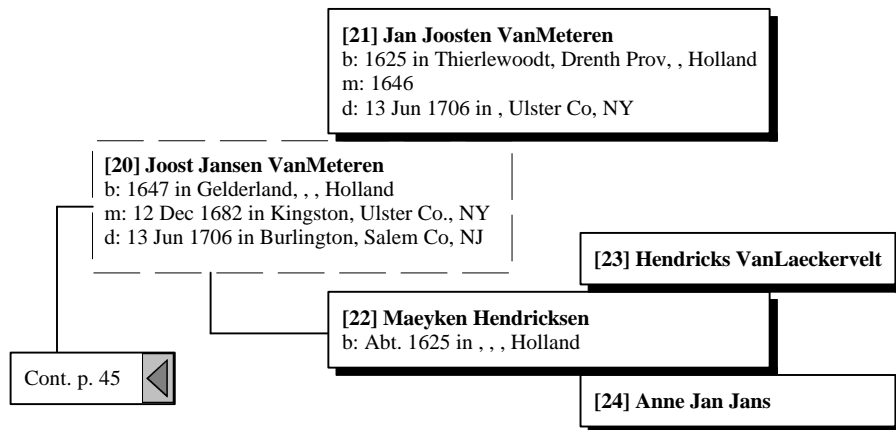 [21] Jan Joosten VanMeteren
b: 1625 in Thierlewoodt, Drenth Prov, , Holland
m: 1646
d: 13 Jun 1706 in , Ulster Co, NY
[20] Joost Jansen VanMeteren
b: 1647 in Gelderland, , , Holland
m: 12 Dec 1682 in Kingston, Ulster Co., NY
d: 13 Jun 1706 in Burlington, Salem Co, NJ
[23] Hendricks VanLaeckervelt
[22] Maeyken Hendricksen
b: Abt. 1625 in , , , Holland
Cont. p. 45
[24] Anne Jan Jans